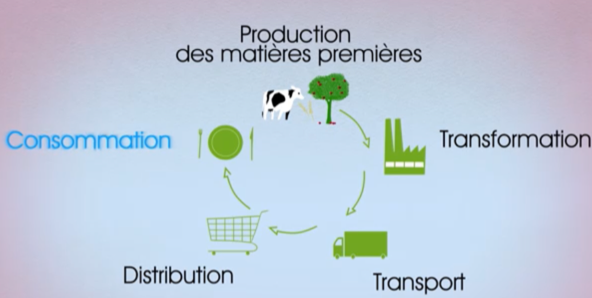 Production
des matières premières
Consommation
Transformation
Distribution
Transport